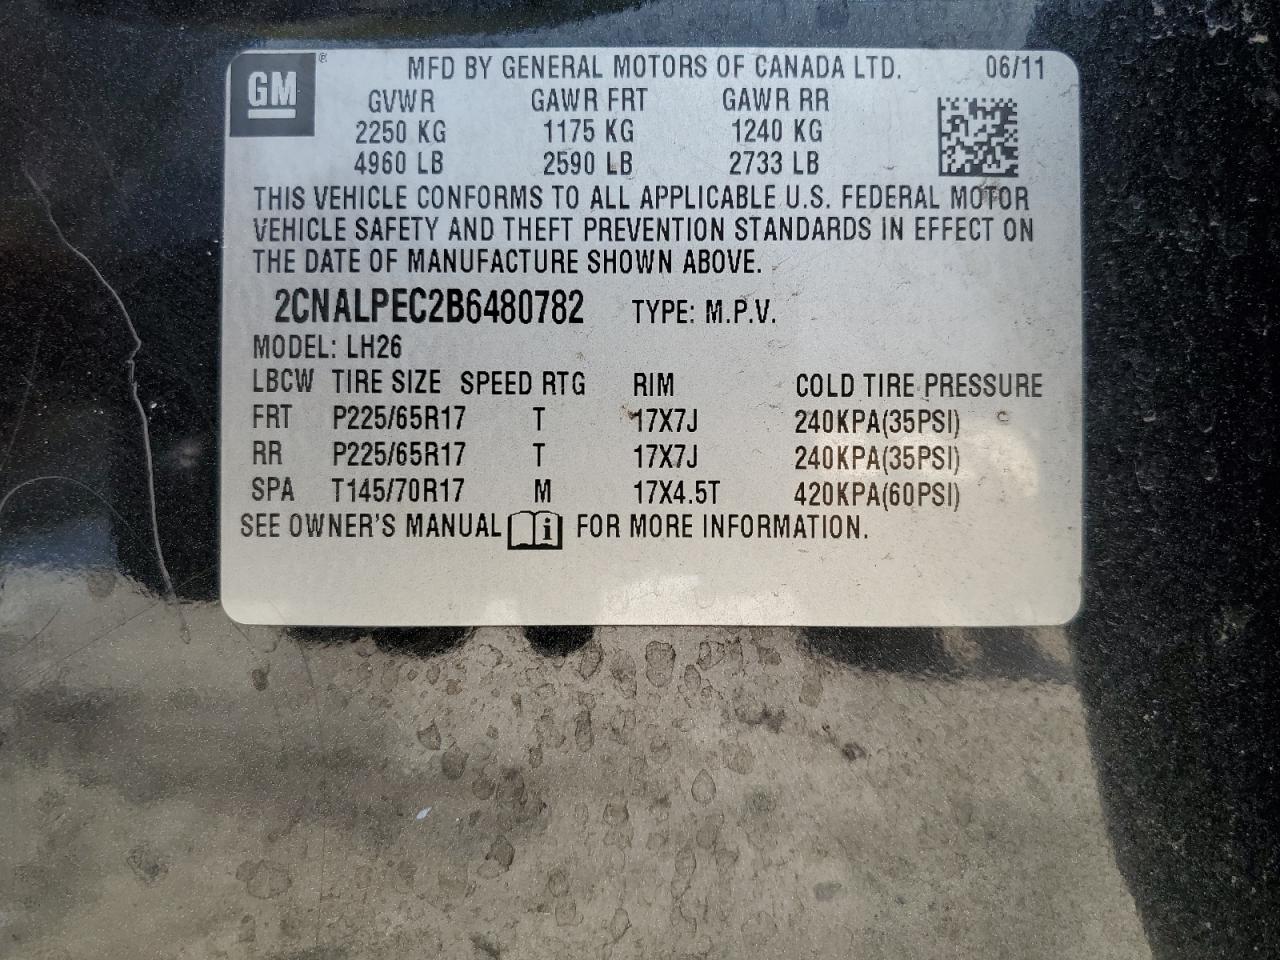 GM ® MFD BY GENERAL MOTORS OF CANADA LTD. 06/11
GVWR GAWR FRT GAWR RR
2250 KG 1175 KG 1240 KG
4960 LB 2590 LB 2733 LB
THIS VEHICLE CONFORMS TO ALL APPLICABLE U.S. FEDERAL MOTOR
VEHICLE SAFETY AND THEFT PREVENTION STANDARDS IN EFFECT ON
THE DATE OF MANUFACTURE SHOWN ABOVE.
2CNALPEC2B6480782 TYPE: M.P.V.
MODEL: LH26
LBCW TIRE SIZE SPEED RTG RIM COLD TIRE PRESSURE
FRT P225/65R17 T 17X7J 240KPA(35PSI)
RR P225/65R17 T 17X7J 240KPA(35PSI)
SPA T145/70R17 M 17X4.5T 420KPA(60PSI)
SEE OWNER'S MANUAL i FOR MORE INFORMATION.